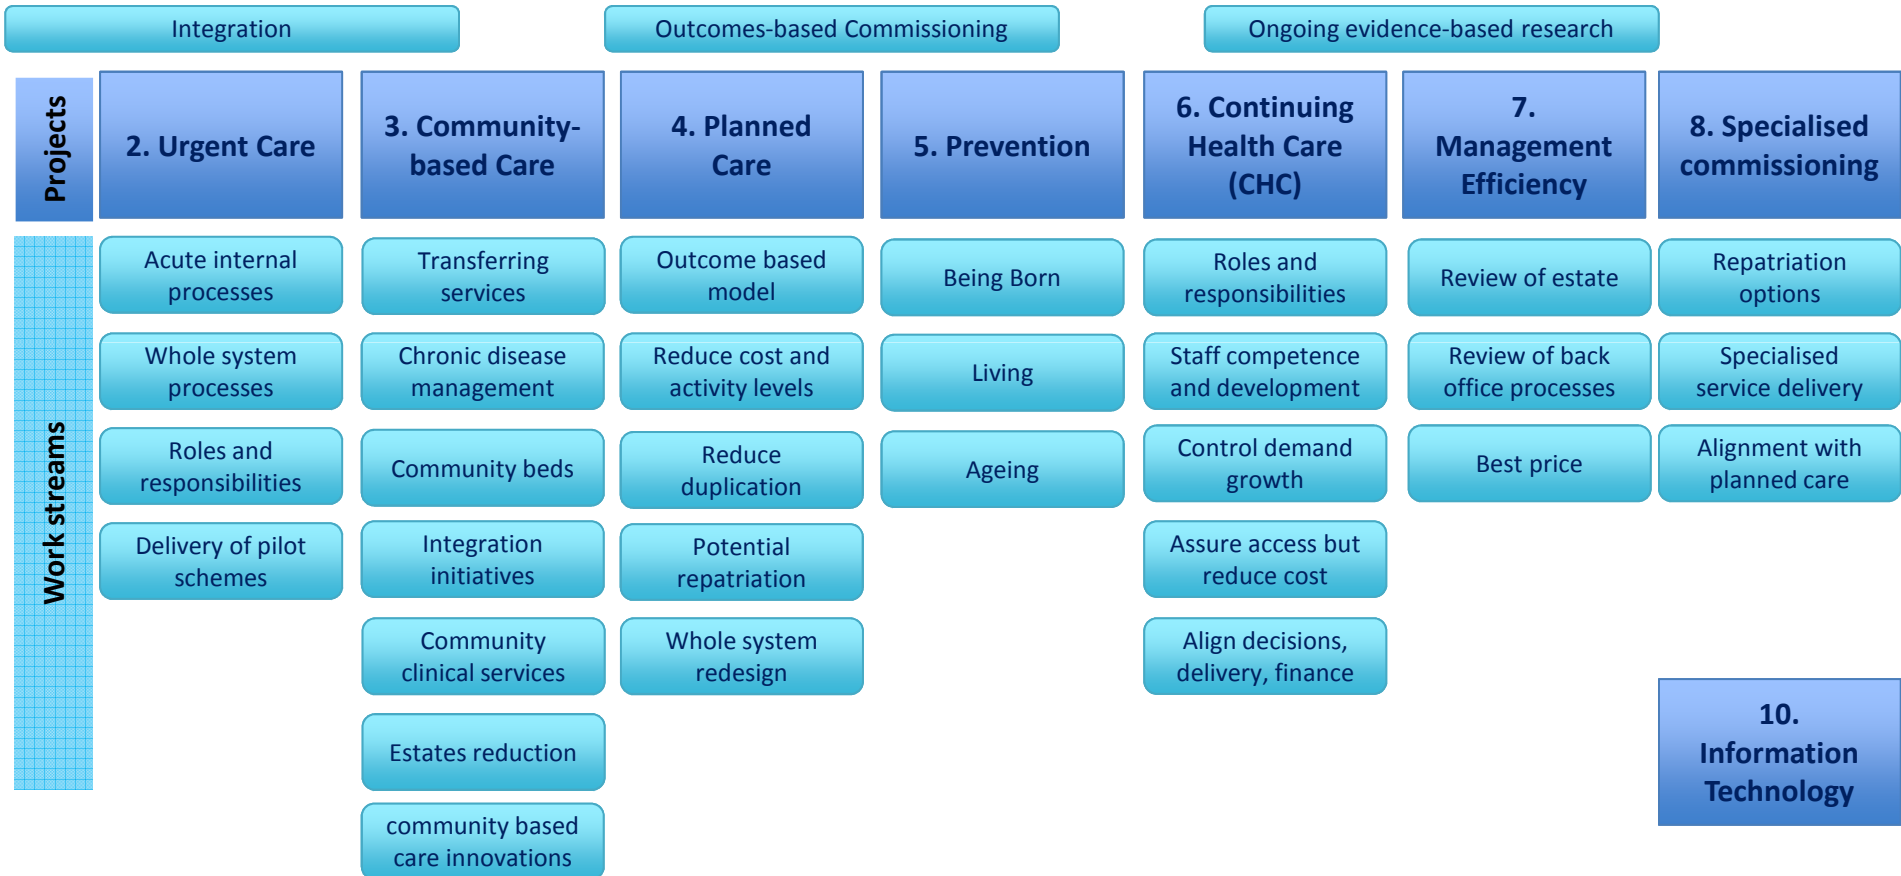 Integration
Outcomes-based Commissioning
Ongoing evidence-based research
Projects
2. Urgent Care
3. Community-
based Care
4. Planned
Care
5. Prevention
6. Continuing
Health Care
(CHC)
7.
Management
Efficiency
8. Specialised
commissioning
Work streams
Acute internal
processes
Whole system
processes
Roles and
responsibilities
Delivery of pilot
schemes
Transferring
services
Chronic disease
management
Community beds
Integration
initiatives
Community
clinical services
Estates reduction
community based
care innovations
Outcome based
model
Reduce cost and
activity levels
Reduce
duplication
Potential
repatriation
Whole system
redesign
Being Born
Living
Ageing
Roles and
responsibilities
Staff competence
and development
Control demand
growth
Assure access but
reduce cost
Align decisions,
delivery, finance
Review of estate
Review of back
office processes
Best price
Repatriation
options
Specialised
service delivery
Alignment with
planned care
10.
Information
Technology